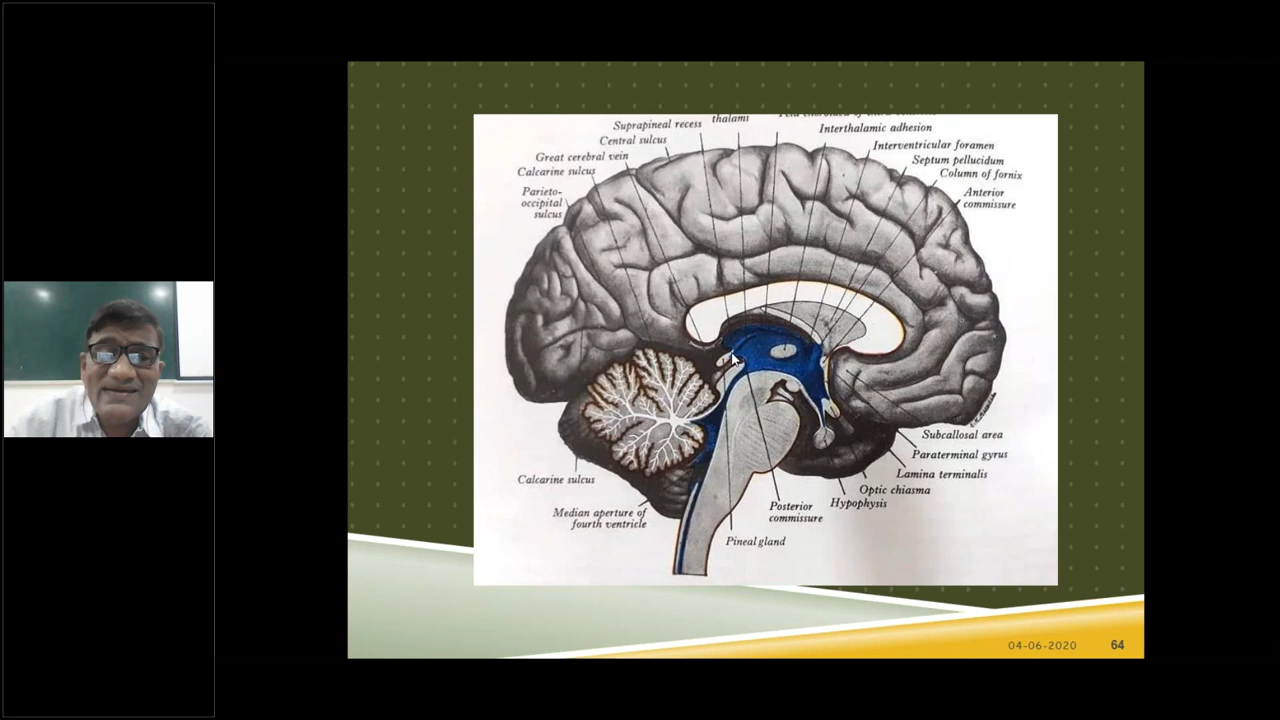 Suprapineal recess
thalami
Central sulcus
Interthalamic adhesion
Great cerebral vein
Interventricular foramen
Calcarine sulcus
Septum pellucidum
Column of fornix
Parieto-
occipital
sulcus
Anterior
commissure
Subcallosal area
Paraterminal gyrus
Lamina terminalis
Calcarine sulcus
Optic chiasma
Hypophysis
Median aperture of
fourth ventricle
Posterior
commissure
Pineal gland
04-06-2020
64